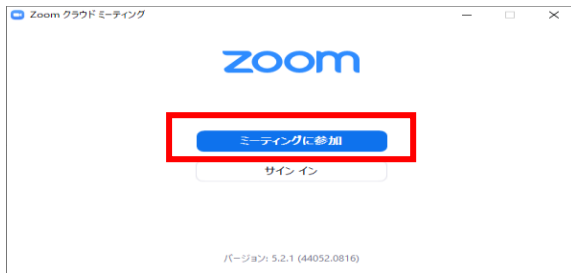 Zoom クラウド ミーティング
zoom
ミーティングに参加
サイン イン
バージョン: 5.2.1 (44052.0816)